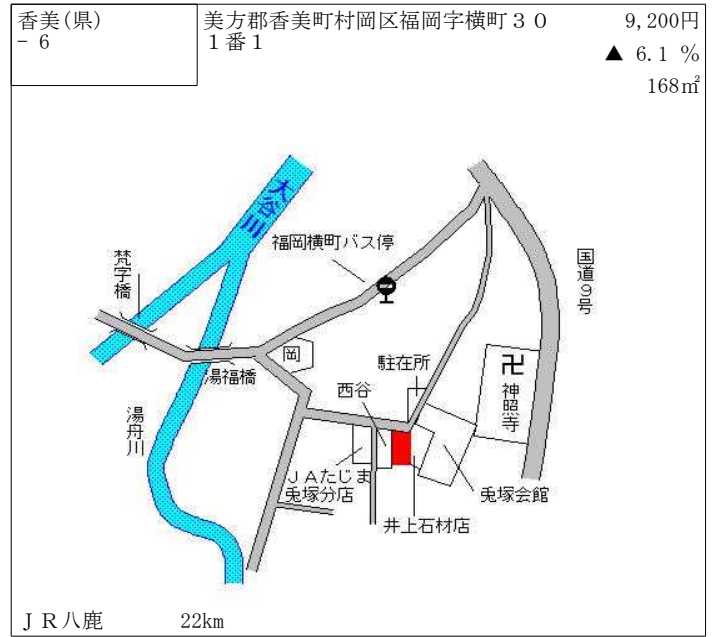 香美(県)
－ 6
美方郡香美町村岡区福岡字横町３０
１番１
9,200円
▲ 6.1 %
168㎡
大谷川
福岡横町バス停
国道９号
梵字橋
岡
駐在所
卍
神照寺
湯福橋
西谷
湯舟川
ＪＡたじま
兎塚分店
兎塚会館
井上石材店
ＪＲ八鹿 22km